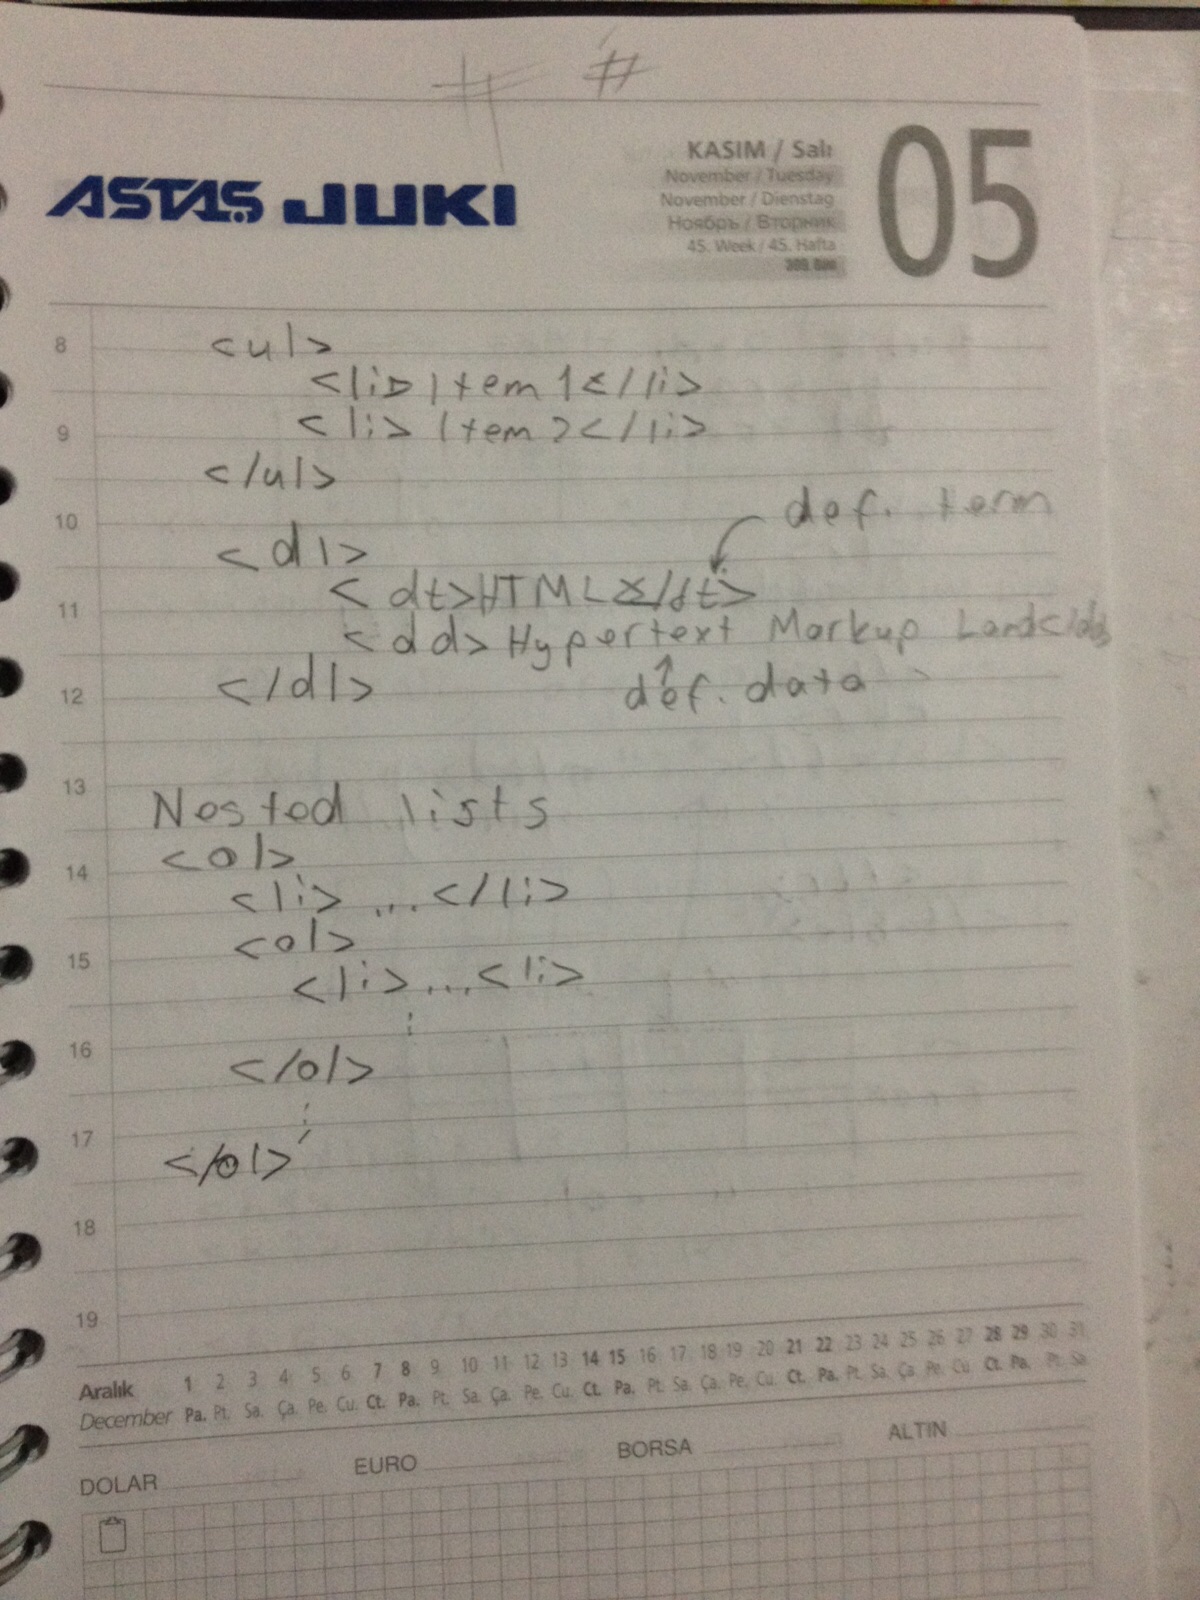 # #
ASTAŞ JUKI
KASIM / Salı
November / Tuesday
November / Dienstag
Ноябрь / Вторник
45. Week / 45. Hafta
05
8
<ul>
<li> Item 1 </li>
9
<li> Item 2 </li>
</ul>
10
def. term
<dl>
<dt>HTML</dt>
11
<dd> Hypertext Markup
</dl>
12
def. data
13
Nested lists
<ol>
14
<li> ... </li>
<ol>
15
<li> ... <li>
16
</ol>
17
</ol>
18
19
Aralık 1 2 3 4 5 6 7 8 9 10 11 12 13 14 15 16 17 18 19 20 21 22 23 24 25 26 27 28 29 30 31
December Pa. Pt. Sa. Ça. Pe. Cu. Ct. Pa. Pt. Sa. Ça. Pe. Cu. Ct. Pa. Pt. Sa. Ça. Pe. Cu. Ct. Pa. Pt. Sa. Ça. Pe. Cu. Ct. Pa. Pt. Sa
DOLAR EURO BORSA ALTIN